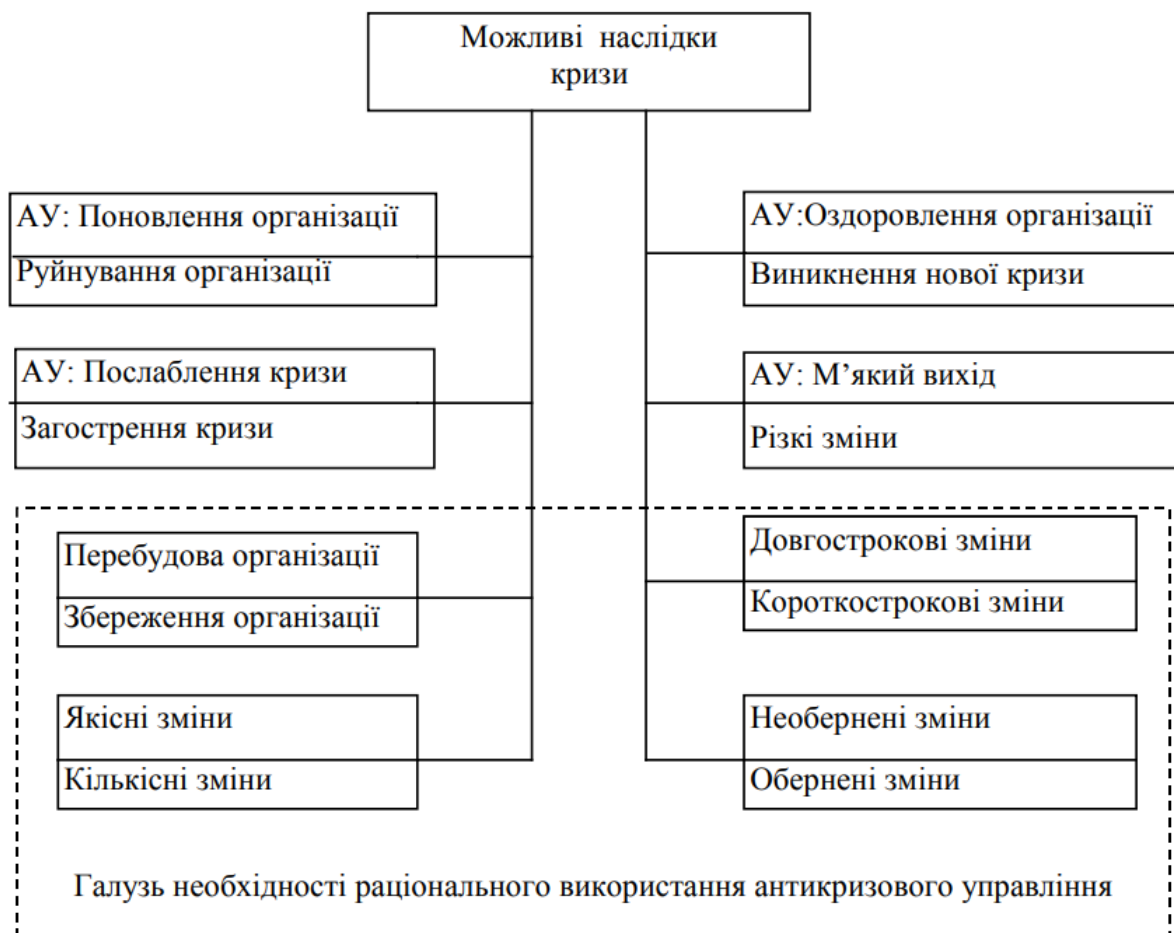 Можливі наслідки
кризи
АУ: Поновлення організації
Руйнування організації
АУ:Оздоровлення організації
Виникнення нової кризи
АУ: Послаблення кризи
Загострення кризи
АУ: М’який вихід
Різкі зміни
Перебудова організації
Збереження організації
Довгострокові зміни
Короткострокові зміни
Якісні зміни
Кількісні зміни
Необернені зміни
Обернені зміни
Галузь необхідності раціонального використання антикризового управління